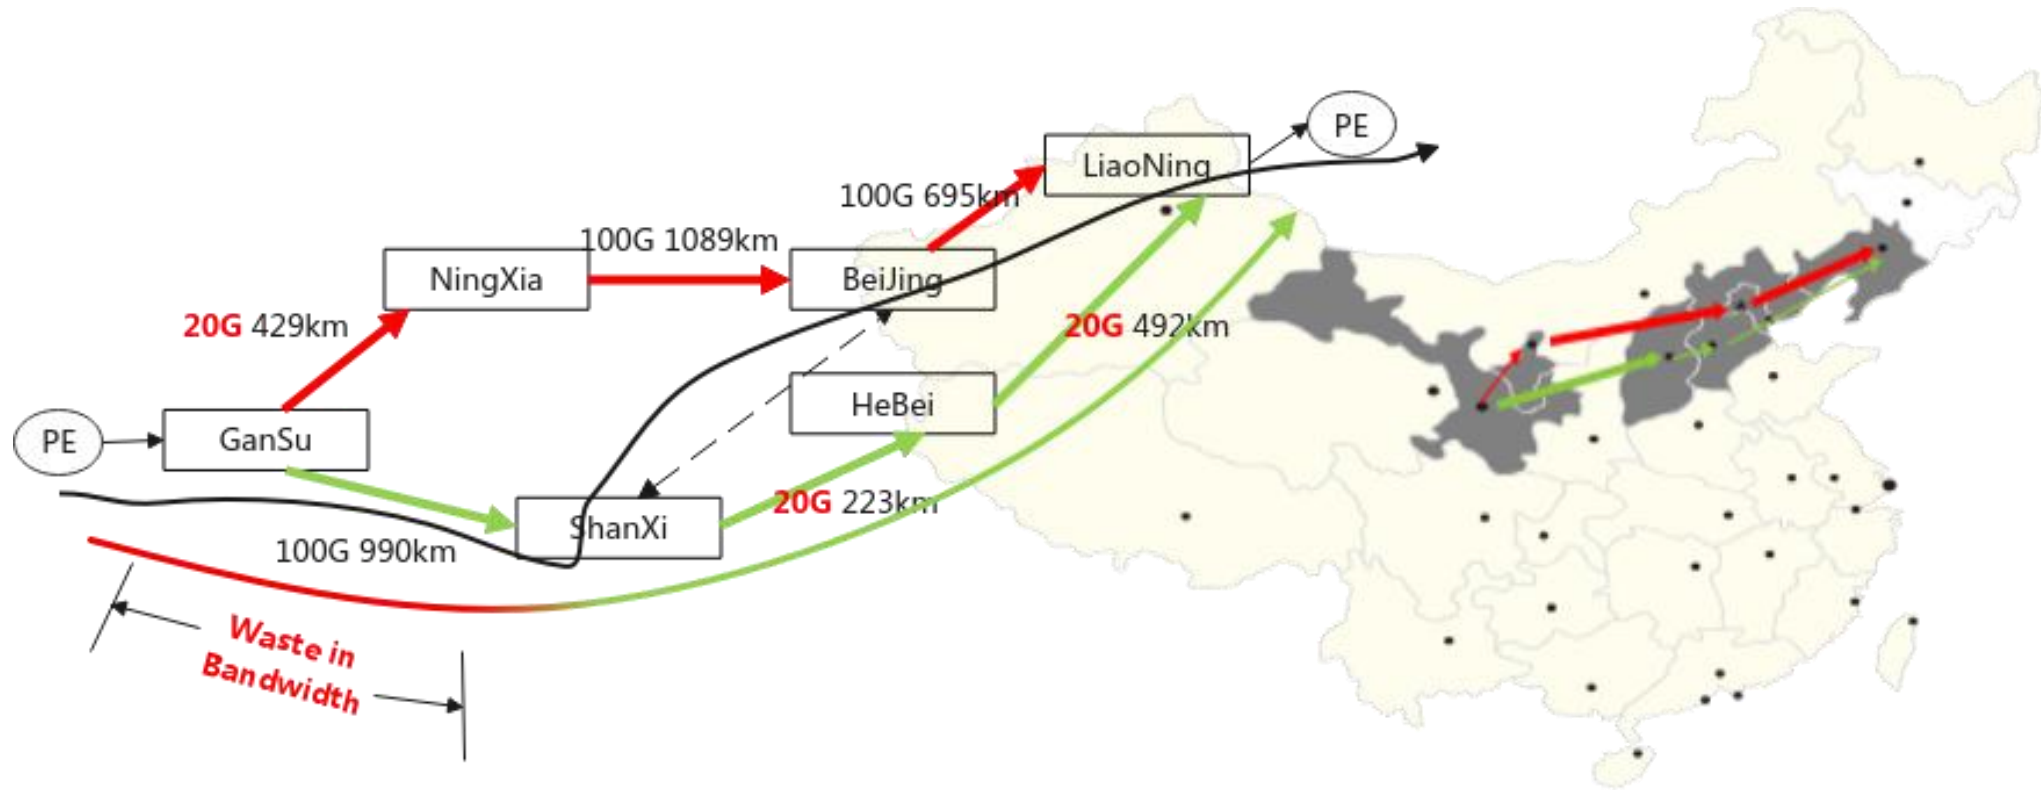 PE
LiaoNing
100G 695km
100G 1089km
NingXia
BeiJing
20G 429km
20G 492km
HeBei
PE
GanSu
20G 223km
ShanXi
100G 990km
Waste in
Bandwidth